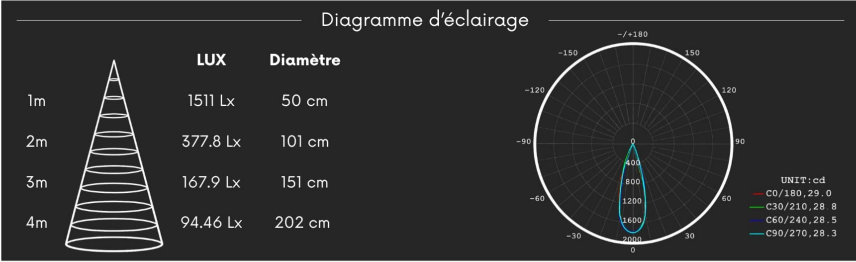 Diagramme d'éclairage
LUX Diamètre
1m 1511 Lx 50 cm
2m 377.8 Lx 101 cm
3m 167.9 Lx 151 cm
4m 94.46 Lx 202 cm
-/+180
-150 150
-120 120
-90 0 90
400
800
-60 60
1200
1600
-30 30
2000
0
UNIT:cd
C0/180,29.0
C30/210,28 8
C60/240,28.5
C90/270,28.3